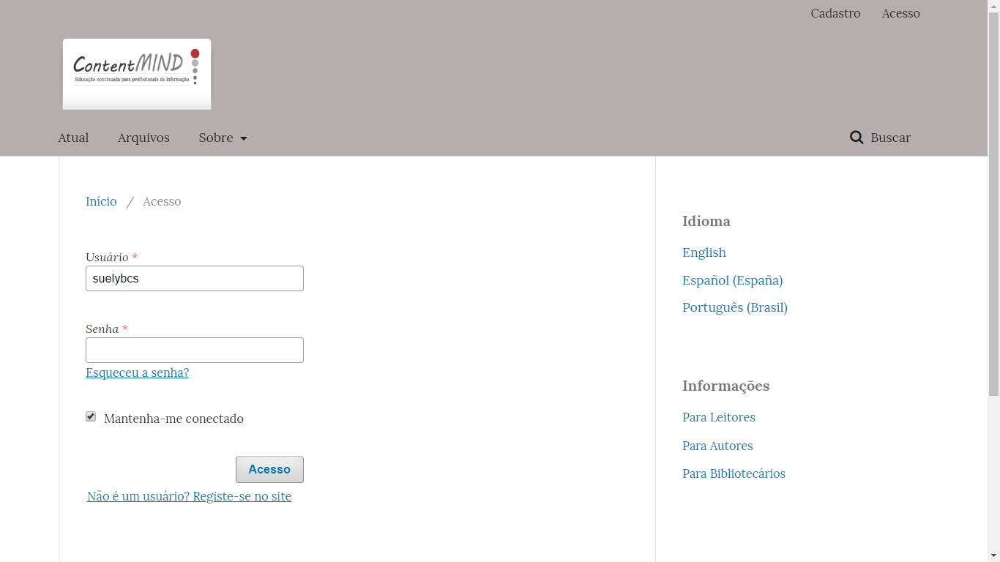 Cadastro Acesso
ContentMIND
Educação continuada para profissionais da informação
Atual Arquivos Sobre Buscar
Início / Acesso
Usuário *
suelybcs
Senha *
Esqueceu a senha?
Mantenha-me conectado
Acesso
Não é um usuário? Registe-se no site
Idioma
English
Español (España)
Português (Brasil)
Informações
Para Leitores
Para Autores
Para Bibliotecários